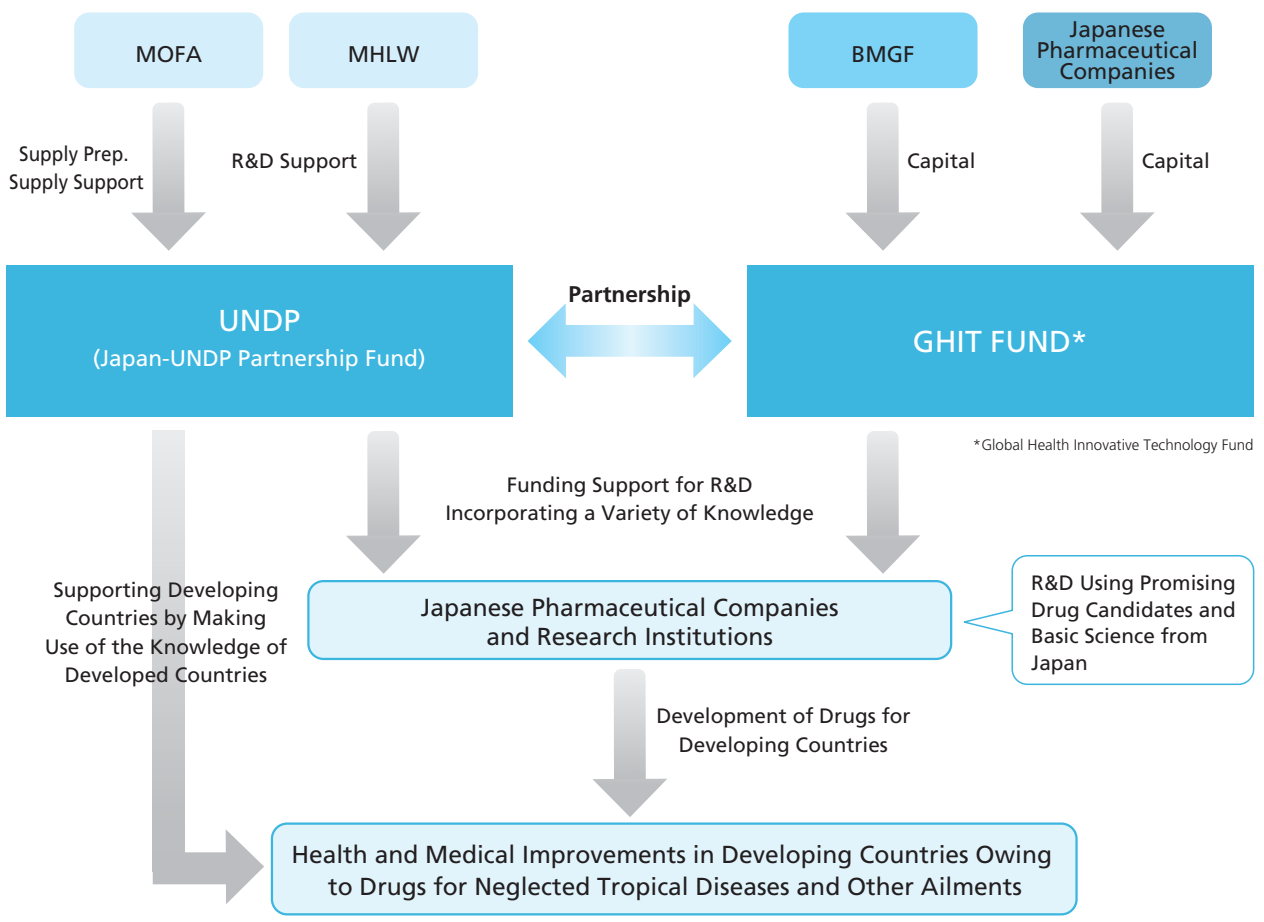 MOFA
MHLW
BMGF
Japanese
Pharmaceutical
Companies
Supply Prep.
Supply Support
R&D Support
Capital
Capital
UNDP
(Japan-UNDP Partnership Fund)
Partnership
GHIT FUND*
*Global Health Innovative Technology Fund
Funding Support for R&D
Incorporating a Variety of Knowledge
Supporting Developing
Countries by Making
Use of the Knowledge of
Developed Countries
Japanese Pharmaceutical Companies
and Research Institutions
R&D Using Promising
Drug Candidates and
Basic Science from
Japan
Development of Drugs for
Developing Countries
Health and Medical Improvements in Developing Countries Owing
to Drugs for Neglected Tropical Diseases and Other Ailments